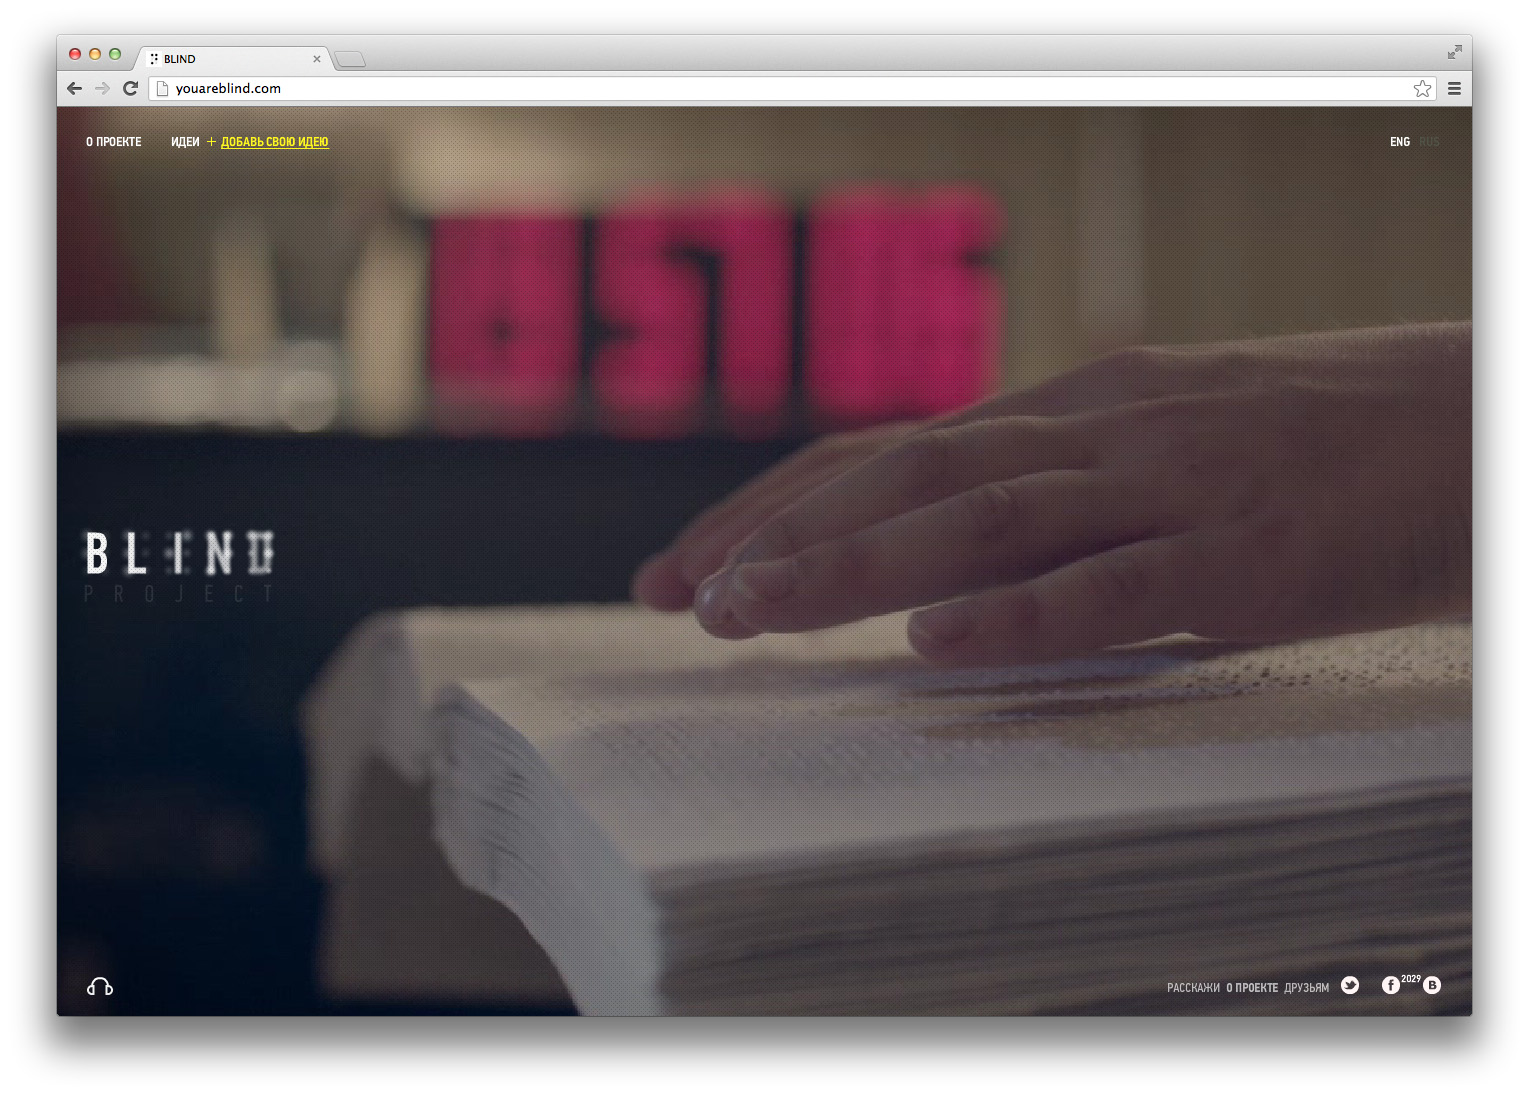 BLIND
youareblind.com
О ПРОЕКТЕ ИДЕИ + ДОБАВЬ СВОЮ ИДЕЮ ENG RUS
BLIND
PROJECT
РАССКАЖИ О ПРОЕКТЕ ДРУЗЬЯМ 2029